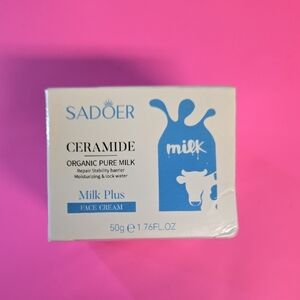 SADOER
CERAMIDE
ORGANIC PURE MILK
Repair Stability barrier
Moisturizing & lock water
Milk Plus
FACE CREAM
milk
50g ℮ 1.76FL.OZ